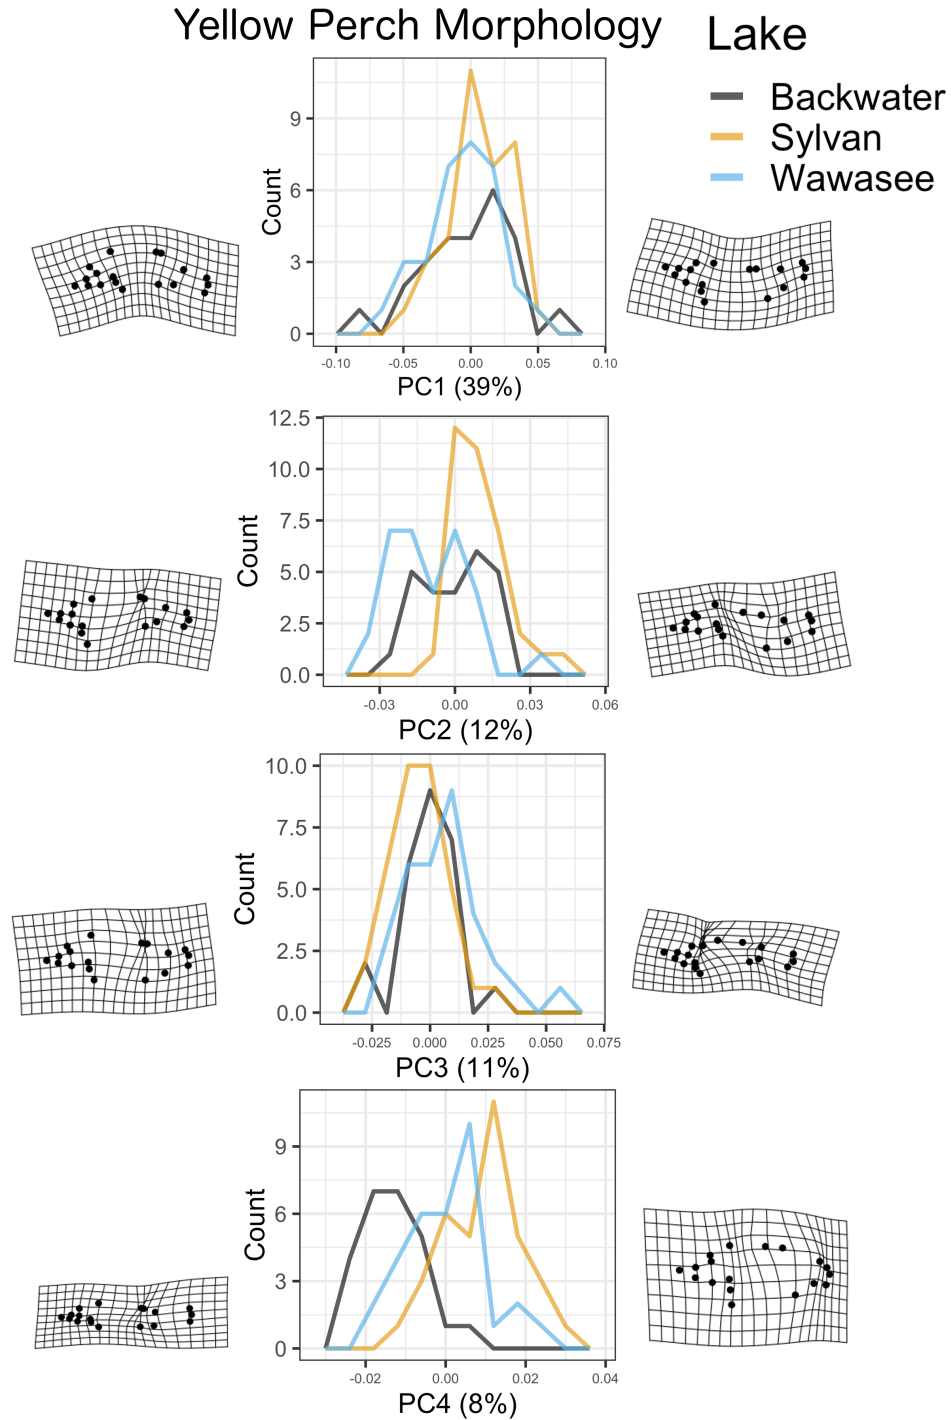 Yellow Perch Morphology
Lake
Backwater
Sylvan
Wawasee
Count
9
6
3
0
-0.10 -0.05 0.00 0.05 0.10
PC1 (39%)
Count
12.5
10.0
7.5
5.0
2.5
0.0
-0.03 0.00 0.03 0.06
PC2 (12%)
Count
10.0
7.5
5.0
2.5
0.0
-0.025 0.000 0.025 0.050 0.075
PC3 (11%)
Count
9
6
3
0
-0.02 0.00 0.02 0.04
PC4 (8%)